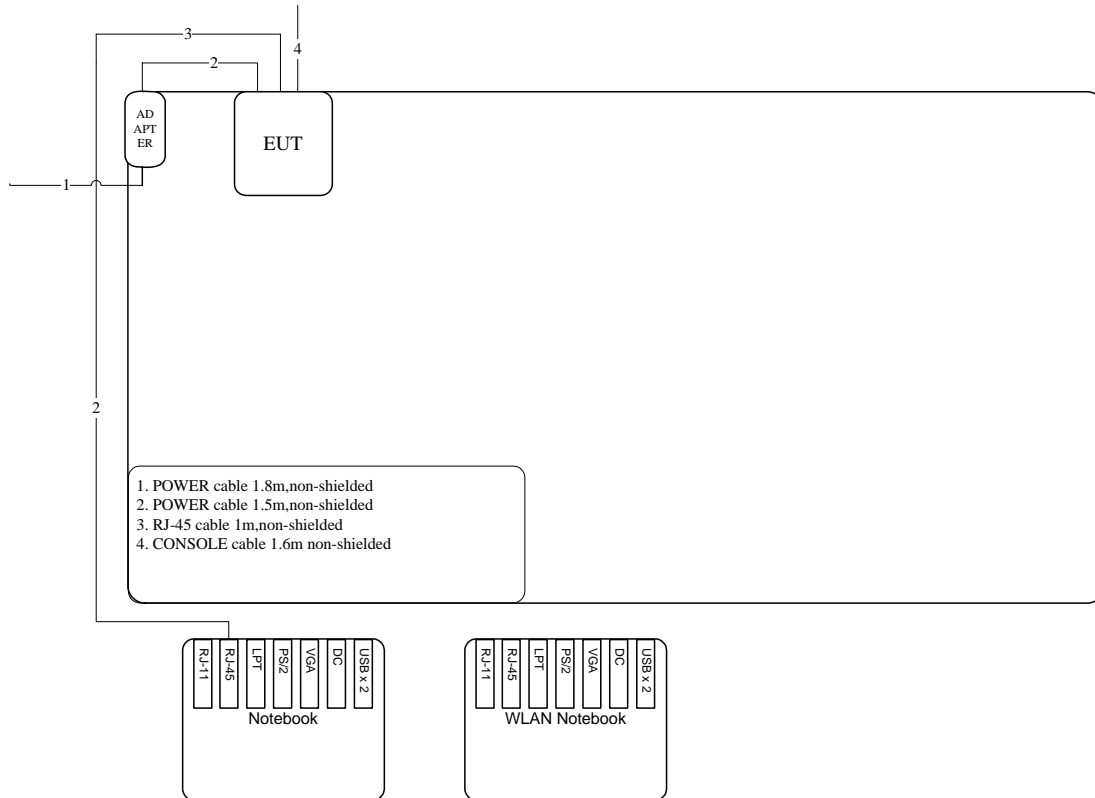 3
4
2
AD
APT
ER
EUT
1
2
1. POWER cable 1.8m,non-shielded
2. POWER cable 1.5m,non-shielded
3. RJ-45 cable 1m,non-shielded
4. CONSOLE cable 1.6m non-shielded
RJ-11
RJ-45
LPT
PS/2
VGA
DC
USB x 2
Notebook
RJ-11
RJ-45
LPT
PS/2
VGA
DC
USB x 2
WLAN Notebook